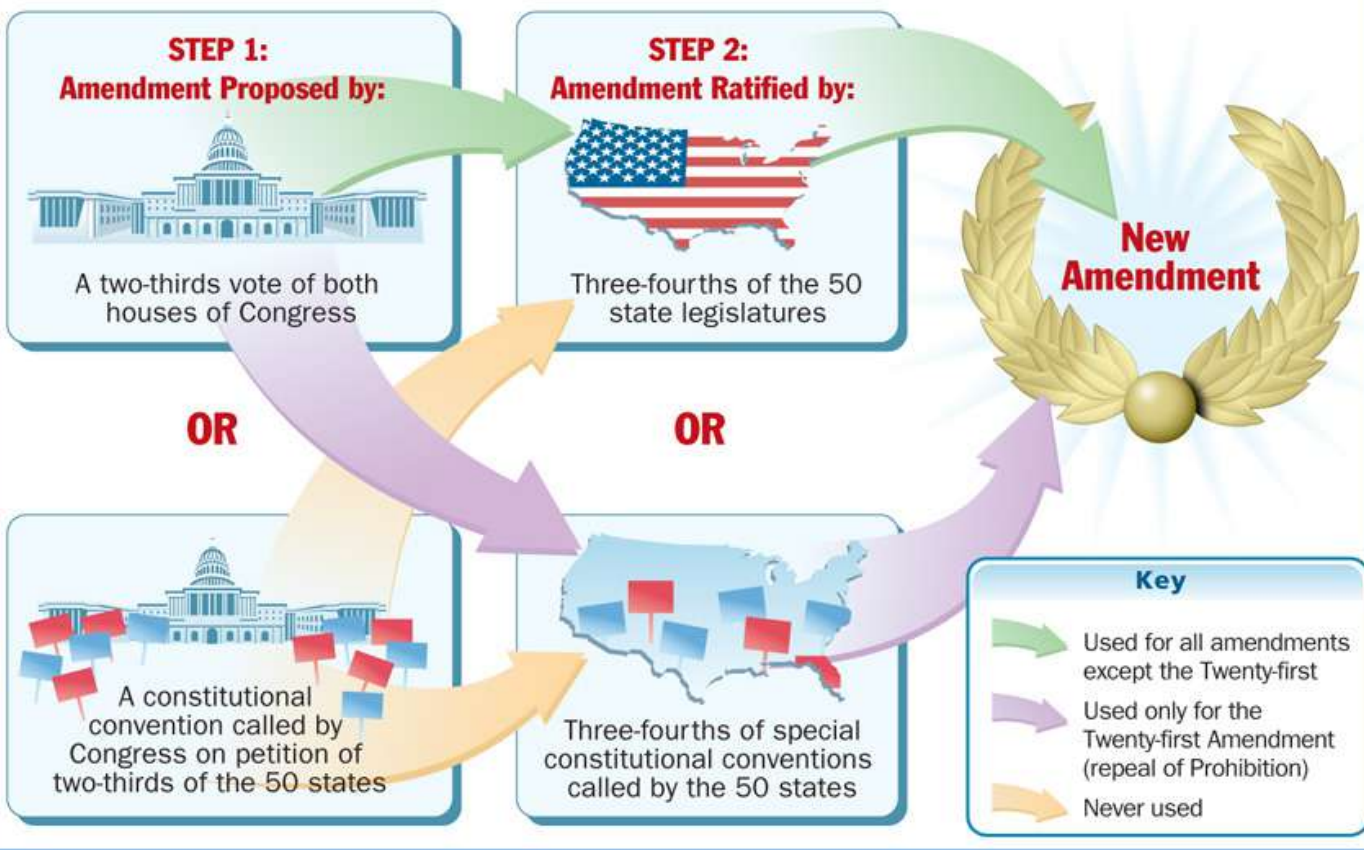 STEP 1:
Amendment Proposed by:
A two-thirds vote of both
houses of Congress
STEP 2:
Amendment Ratified by:
Three-fourths of the 50
state legislatures
New
Amendment
OR
OR
A constitutional
convention called by
Congress on petition of
two-thirds of the 50 states
Three-fourths of special
constitutional conventions
called by the 50 states
Key
Used for all amendments
except the Twenty-first
Used only for the
Twenty-first Amendment
(repeal of Prohibition)
Never used